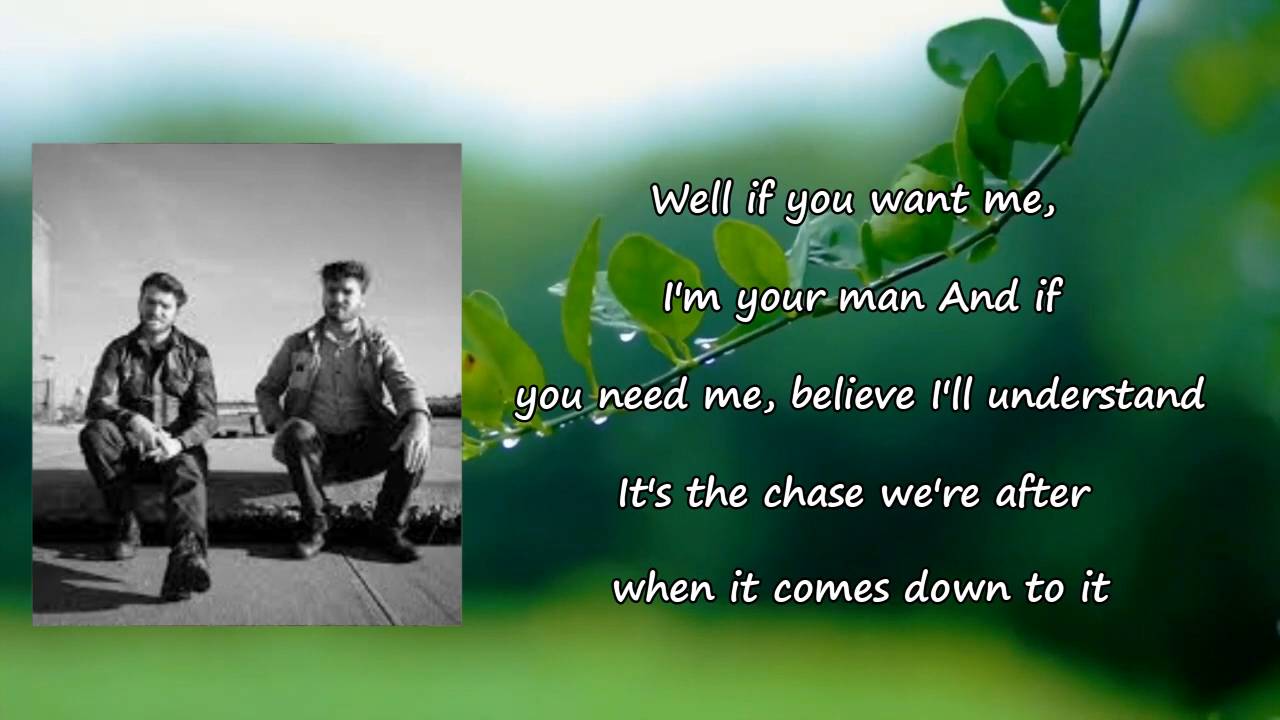 Well if you want me,
I'm your man And if
you need me, believe I'll understand
It's the chase we're after
when it comes down to it